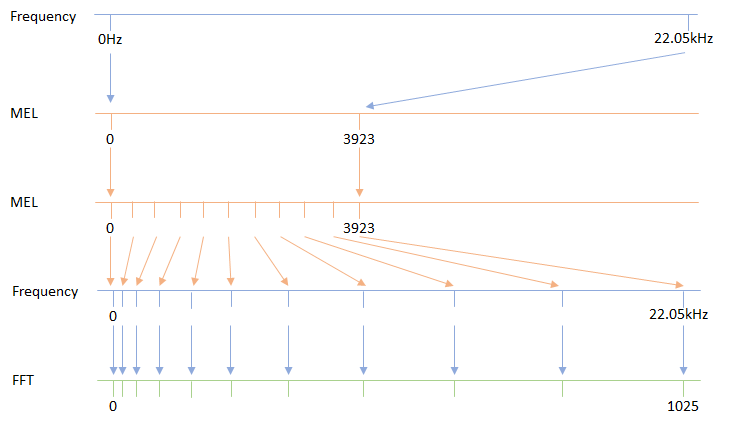 Frequency
0Hz 22.05kHz
MEL
0 3923
MEL
0 3923
Frequency
0 22.05kHz
FFT
0 1025